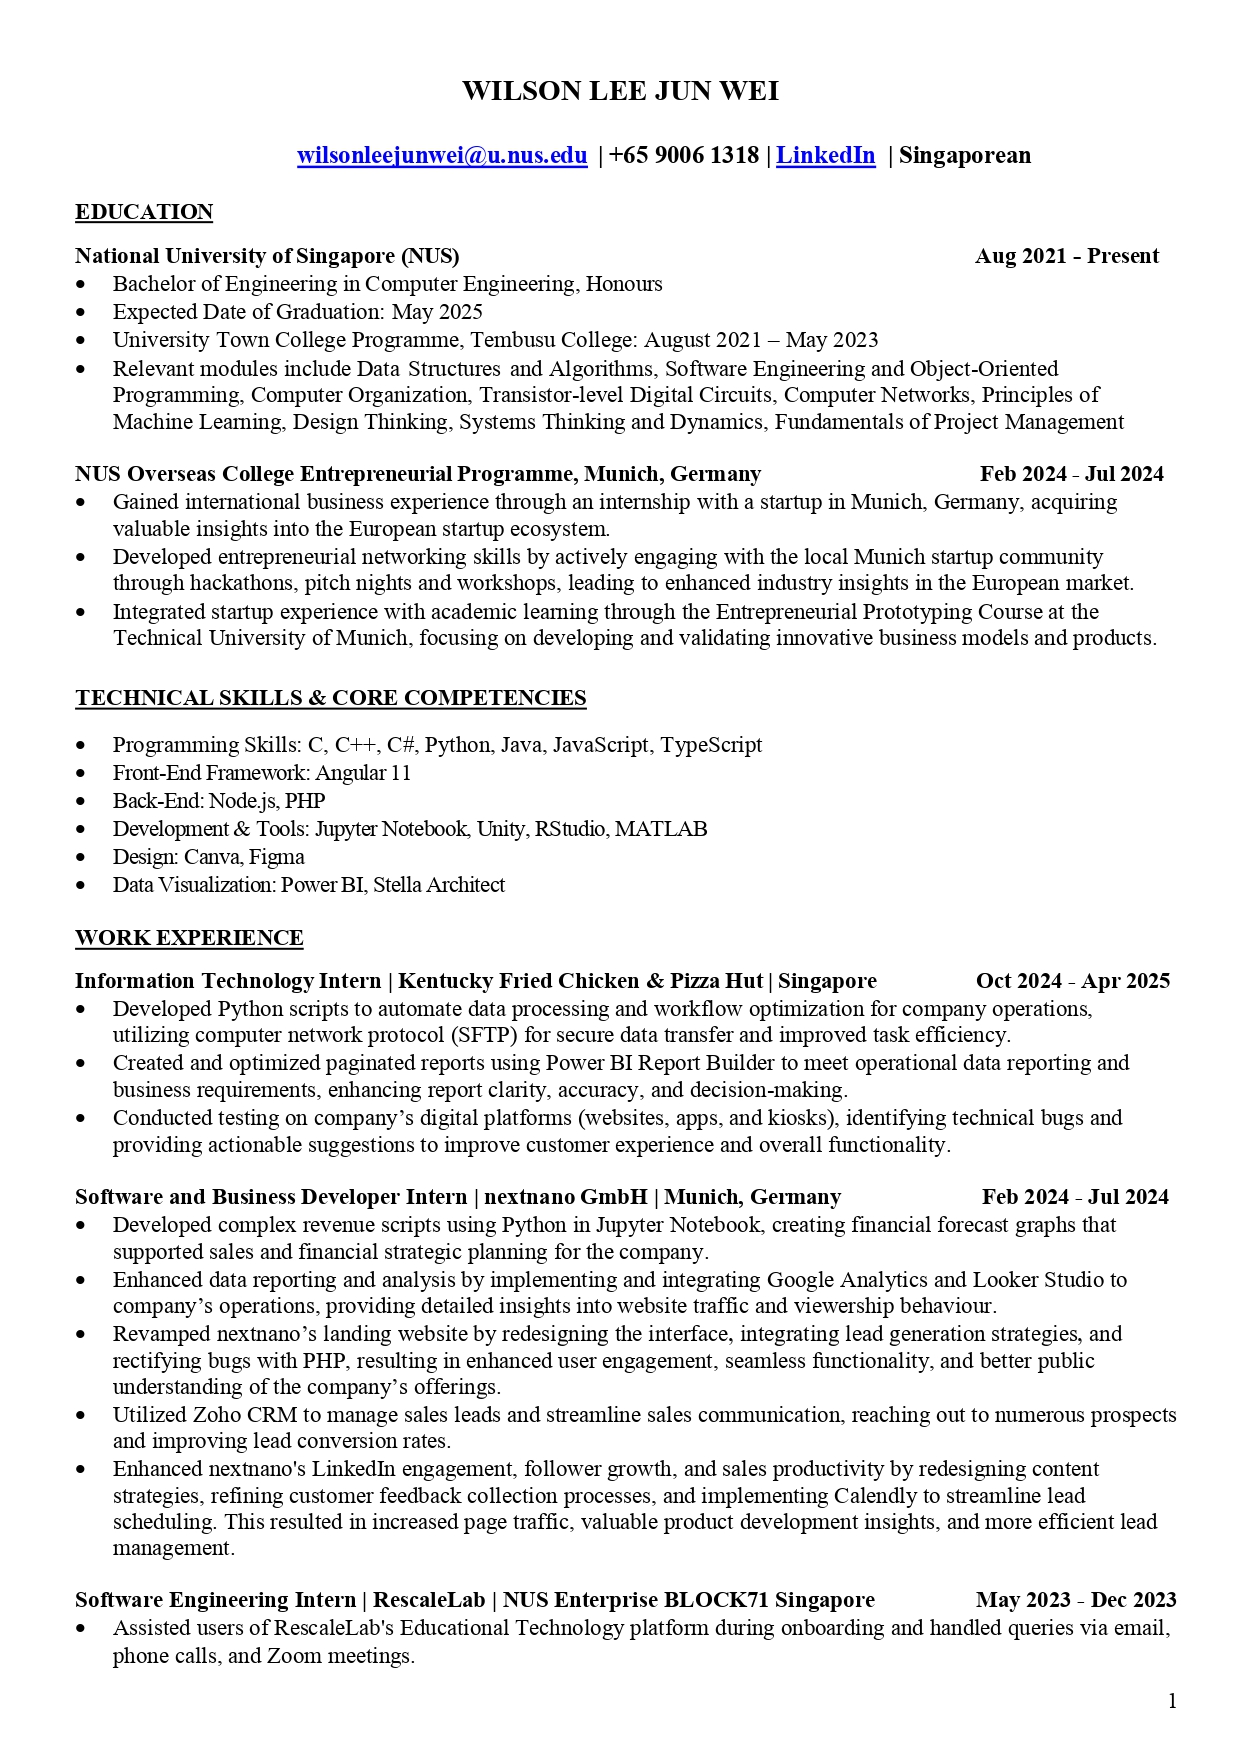 WILSON LEE JUN WEI
wilsonleejunwei@u.nus.edu | +65 9006 1318 | LinkedIn | Singaporean
EDUCATION
National University of Singapore (NUS) Aug 2021 - Present
• Bachelor of Engineering in Computer Engineering, Honours
• Expected Date of Graduation: May 2025
• University Town College Programme, Tembusu College: August 2021 – May 2023
• Relevant modules include Data Structures and Algorithms, Software Engineering and Object-Oriented
Programming, Computer Organization, Transistor-level Digital Circuits, Computer Networks, Principles of
Machine Learning, Design Thinking, Systems Thinking and Dynamics, Fundamentals of Project Management
NUS Overseas College Entrepreneurial Programme, Munich, Germany Feb 2024 - Jul 2024
• Gained international business experience through an internship with a startup in Munich, Germany, acquiring
valuable insights into the European startup ecosystem.
• Developed entrepreneurial networking skills by actively engaging with the local Munich startup community
through hackathons, pitch nights and workshops, leading to enhanced industry insights in the European market.
• Integrated startup experience with academic learning through the Entrepreneurial Prototyping Course at the
Technical University of Munich, focusing on developing and validating innovative business models and products.
TECHNICAL SKILLS & CORE COMPETENCIES
• Programming Skills: C, C++, C#, Python, Java, JavaScript, TypeScript
• Front-End Framework: Angular 11
• Back-End: Node.js, PHP
• Development & Tools: Jupyter Notebook, Unity, RStudio, MATLAB
• Design: Canva, Figma
• Data Visualization: Power BI, Stella Architect
WORK EXPERIENCE
Information Technology Intern | Kentucky Fried Chicken & Pizza Hut | Singapore Oct 2024 - Apr 2025
• Developed Python scripts to automate data processing and workflow optimization for company operations,
utilizing computer network protocol (SFTP) for secure data transfer and improved task efficiency.
• Created and optimized paginated reports using Power BI Report Builder to meet operational data reporting and
business requirements, enhancing report clarity, accuracy, and decision-making.
• Conducted testing on company’s digital platforms (websites, apps, and kiosks), identifying technical bugs and
providing actionable suggestions to improve customer experience and overall functionality.
Software and Business Developer Intern | nextnano GmbH | Munich, Germany Feb 2024 - Jul 2024
• Developed complex revenue scripts using Python in Jupyter Notebook, creating financial forecast graphs that
supported sales and financial strategic planning for the company.
• Enhanced data reporting and analysis by implementing and integrating Google Analytics and Looker Studio to
company’s operations, providing detailed insights into website traffic and viewership behaviour.
• Revamped nextnano’s landing website by redesigning the interface, integrating lead generation strategies, and
rectifying bugs with PHP, resulting in enhanced user engagement, seamless functionality, and better public
understanding of the company’s offerings.
• Utilized Zoho CRM to manage sales leads and streamline sales communication, reaching out to numerous prospects
and improving lead conversion rates.
• Enhanced nextnano's LinkedIn engagement, follower growth, and sales productivity by redesigning content
strategies, refining customer feedback collection processes, and implementing Calendly to streamline lead
scheduling. This resulted in increased page traffic, valuable product development insights, and more efficient lead
management.
Software Engineering Intern | RescaleLab | NUS Enterprise BLOCK71 Singapore May 2023 - Dec 2023
• Assisted users of RescaleLab's Educational Technology platform during onboarding and handled queries via email,
phone calls, and Zoom meetings.
1